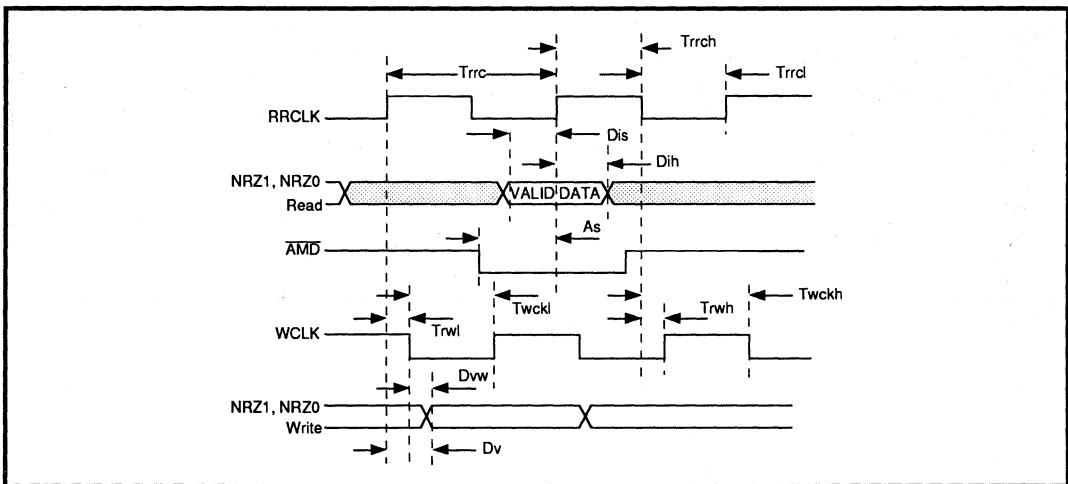 Trrch
Trrc
Trrcl
RRCLK
Dis
Dih
NRZ1, NRZ0
Read
VALID DATA
As
AMD
Twckl
Twckh
Trwl
Trwh
WCLK
Dvw
NRZ1, NRZ0
Write
Dv